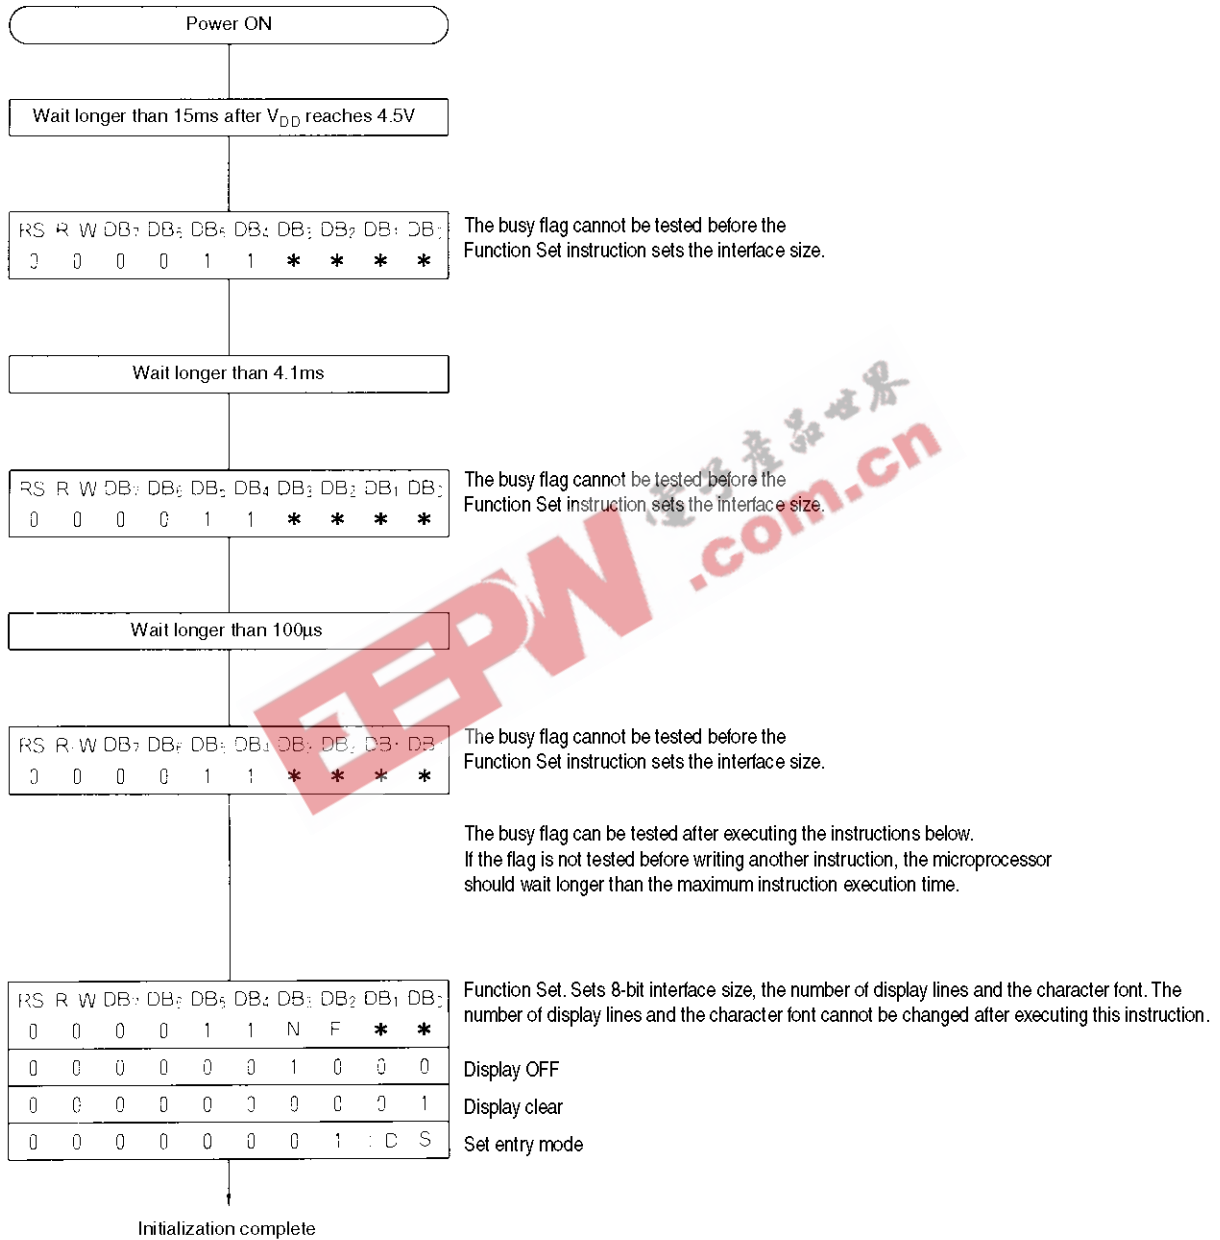 Power ON
Wait longer than 15ms after VDD reaches 4.5V
RS R W DB7 DB6 DB5 DB4 DB3 DB2 DB1 DB0
0 0 0 0 1 1 * * * *
The busy flag cannot be tested before the
Function Set instruction sets the interface size.
Wait longer than 4.1ms
RS R W DB7 DB6 DB5 DB4 DB3 DB2 DB1 DB0
0 0 0 0 1 1 * * * *
The busy flag cannot be tested before the
Function Set instruction sets the interface size.
電子產品世界
EEPW.com.cn
Wait longer than 100µs
RS R W DB7 DB6 DB5 DB4 DB3 DB2 DB1 DB0
0 0 0 0 1 1 * * * *
The busy flag cannot be tested before the
Function Set instruction sets the interface size.
The busy flag can be tested after executing the instructions below.
If the flag is not tested before writing another instruction, the microprocessor
should wait longer than the maximum instruction execution time.
RS R W DB7 DB6 DB5 DB4 DB3 DB2 DB1 DB0
0 0 0 0 1 1 N F * *
Function Set. Sets 8-bit interface size, the number of display lines and the character font. The
number of display lines and the character font cannot be changed after executing this instruction.
0 0 0 0 0 0 1 0 0 0 Display OFF
0 0 0 0 0 0 0 0 0 1 Display clear
0 0 0 0 0 0 0 1 I D S Set entry mode
Initialization complete